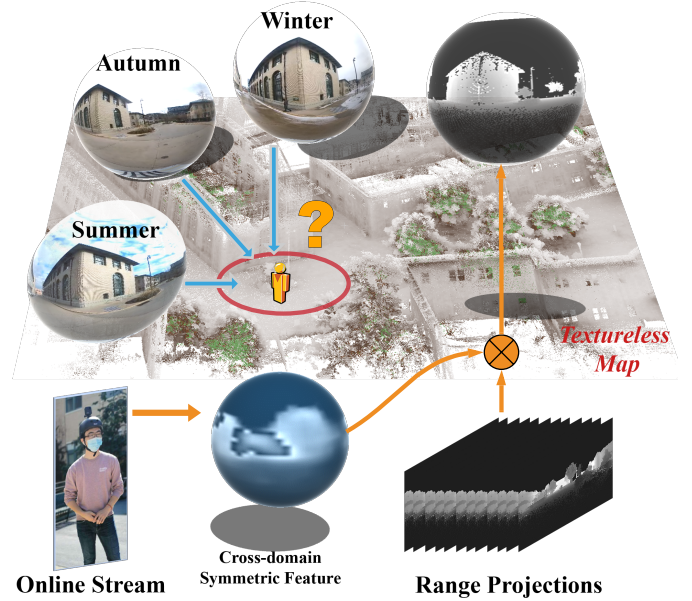 Winter
Autumn
Summer
?
Textureless
Map
Cross-domain
Symmetric Feature
Online Stream
Range Projections